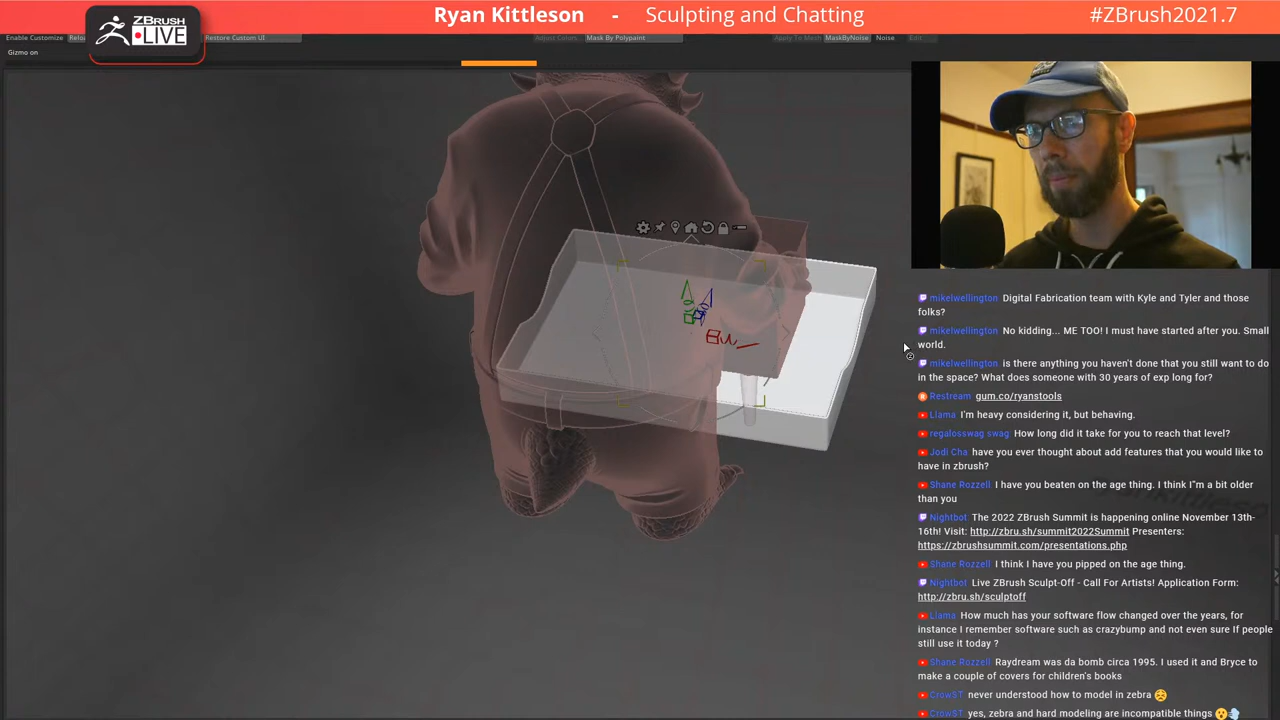 Ryan Kittleson - Sculpting and Chatting #ZBrush2021.7
ZBRUSH
LIVE
Enable Customize Restore Custom UI Adjust Colors Mask By Polypaint Apply To Mesh MaskByNoise Noise Edit
Gizmo on
mikelwellington Digital Fabrication team with Kyle and Tyler and those
folks?
mikelwellington No kidding... ME TOO! I must have started after you. Small
world.
mikelwellington is there anything you haven't done that you still want to do
in the space? What does someone with 30 years of exp long for?
Restream gum.co/ryanstools
Llama I'm heavy considering it, but behaving.
regalosswag swag How long did it take for you to reach that level?
Jodi Cha have you ever thought about add features that you would like to
have in zbrush?
Shane Rozzell I have you beaten on the age thing. I think I"m a bit older
than you
Nightbot The 2022 ZBrush Summit is happening online November 13th-
16th! Visit: http://zbru.sh/summit2022Summit Presenters:
https://zbrushsummit.com/presentations.php
Shane Rozzell I think I have you pipped on the age thing.
Nightbot Live ZBrush Sculpt-Off - Call For Artists! Application Form:
http://zbru.sh/sculptoff
Llama How much has your software flow changed over the years, for
instance I remember software such as crazybump and not even sure If people
still use it today ?
Shane Rozzell Raydream was da bomb circa 1995. I used it and Bryce to
make a couple of covers for children's books
CrowST never understood how to model in zebra 😥
CrowST yes, zebra and hard modeling are incompatible things 😮‍💨